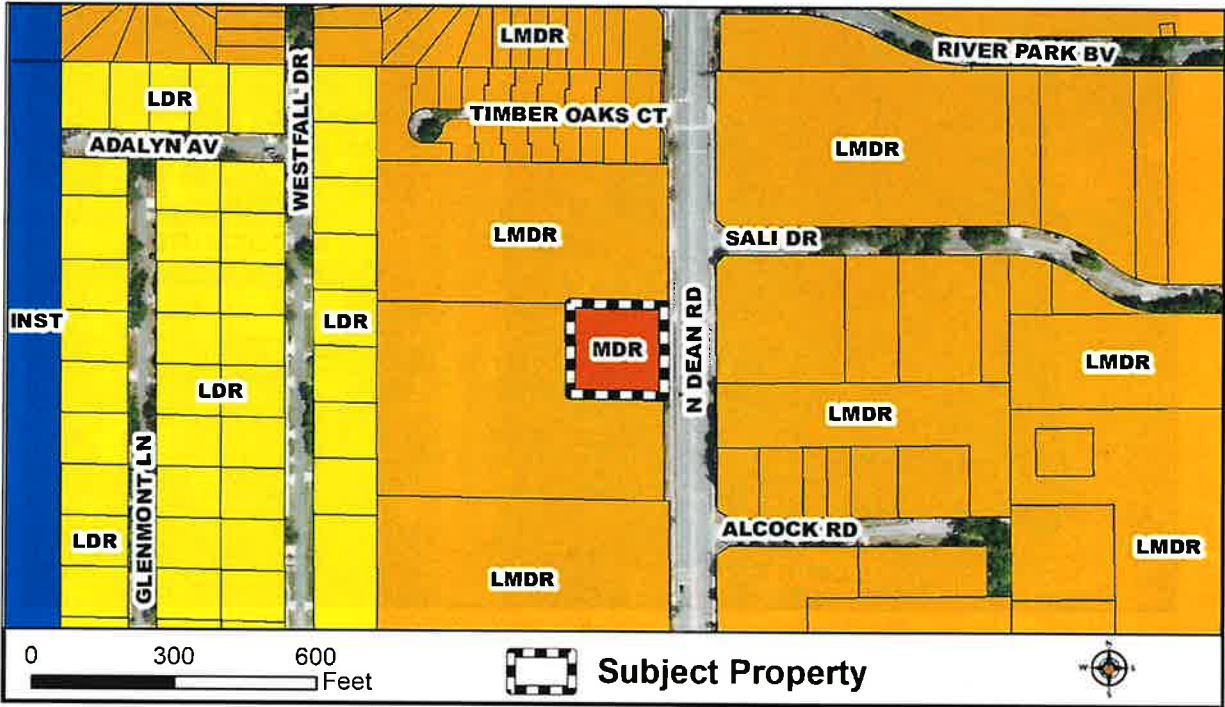 LMDR
RIVER PARK BV
LDR
WESTFALL DR
TIMBER OAKS CT
ADALYN AV
LMDR
LMDR
SALI DR
INST
LDR
MDR
N DEAN RD
LMDR
LDR
LMDR
GLENMONT LN
LDR
ALCOCK RD
LMDR
LMDR
0 300 600
Feet
Subject Property
N
W E
S